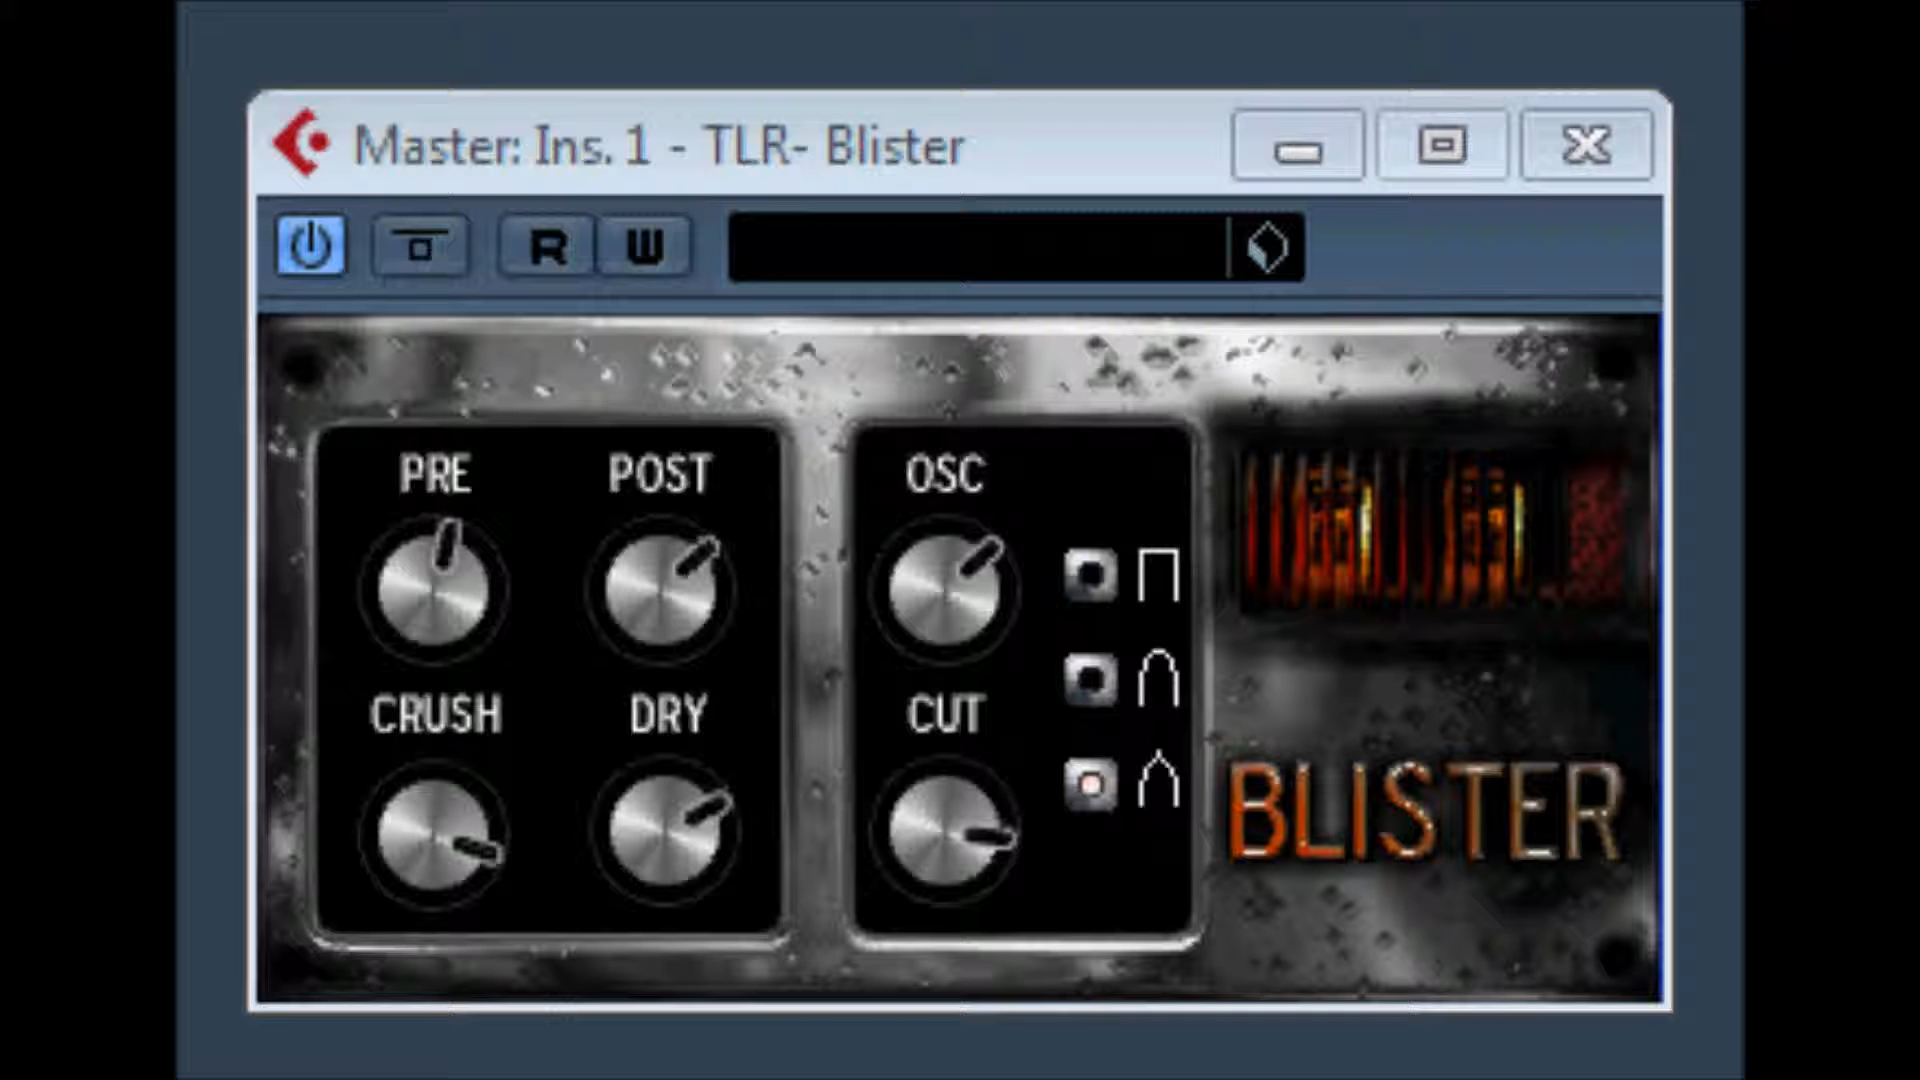 Master: Ins. 1 - TLR- Blister
R W
PRE POST OSC
CRUSH DRY CUT
BLISTER